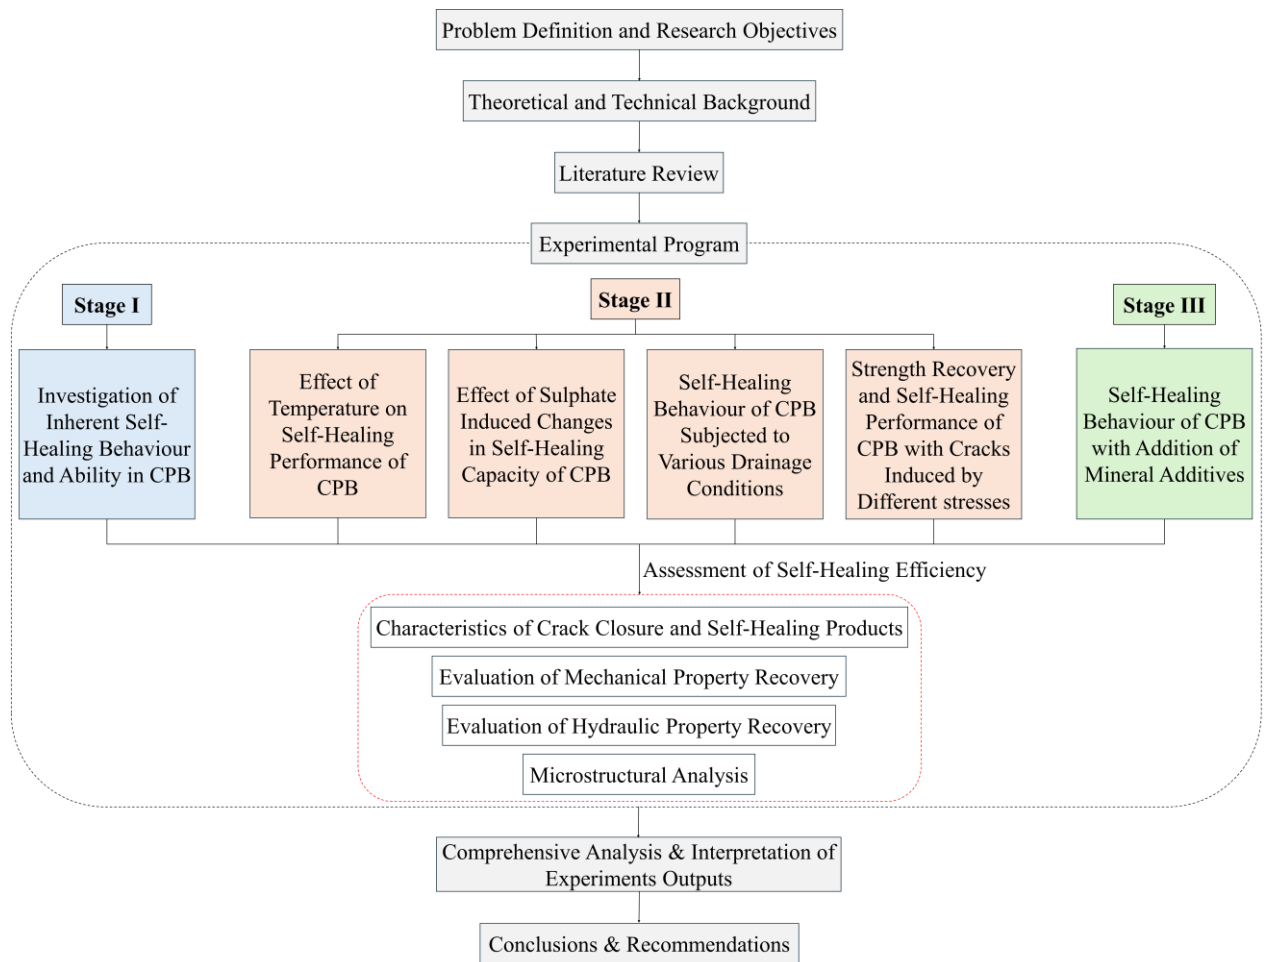 Problem Definition and Research Objectives
Theoretical and Technical Background
Literature Review
Experimental Program
Stage I
Stage II
Stage III
Investigation of
Inherent Self-
Healing Behaviour
and Ability in CPB
Effect of
Temperature on
Self-Healing
Performance of
CPB
Effect of Sulphate
Induced Changes
in Self-Healing
Capacity of CPB
Self-Healing
Behaviour of CPB
Subjected to
Various Drainage
Conditions
Strength Recovery
and Self-Healing
Performance of
CPB with Cracks
Induced by
Different stresses
Self-Healing
Behaviour of CPB
with Addition of
Mineral Additives
Assessment of Self-Healing Efficiency
Characteristics of Crack Closure and Self-Healing Products
Evaluation of Mechanical Property Recovery
Evaluation of Hydraulic Property Recovery
Microstructural Analysis
Comprehensive Analysis & Interpretation of
Experiments Outputs
Conclusions & Recommendations